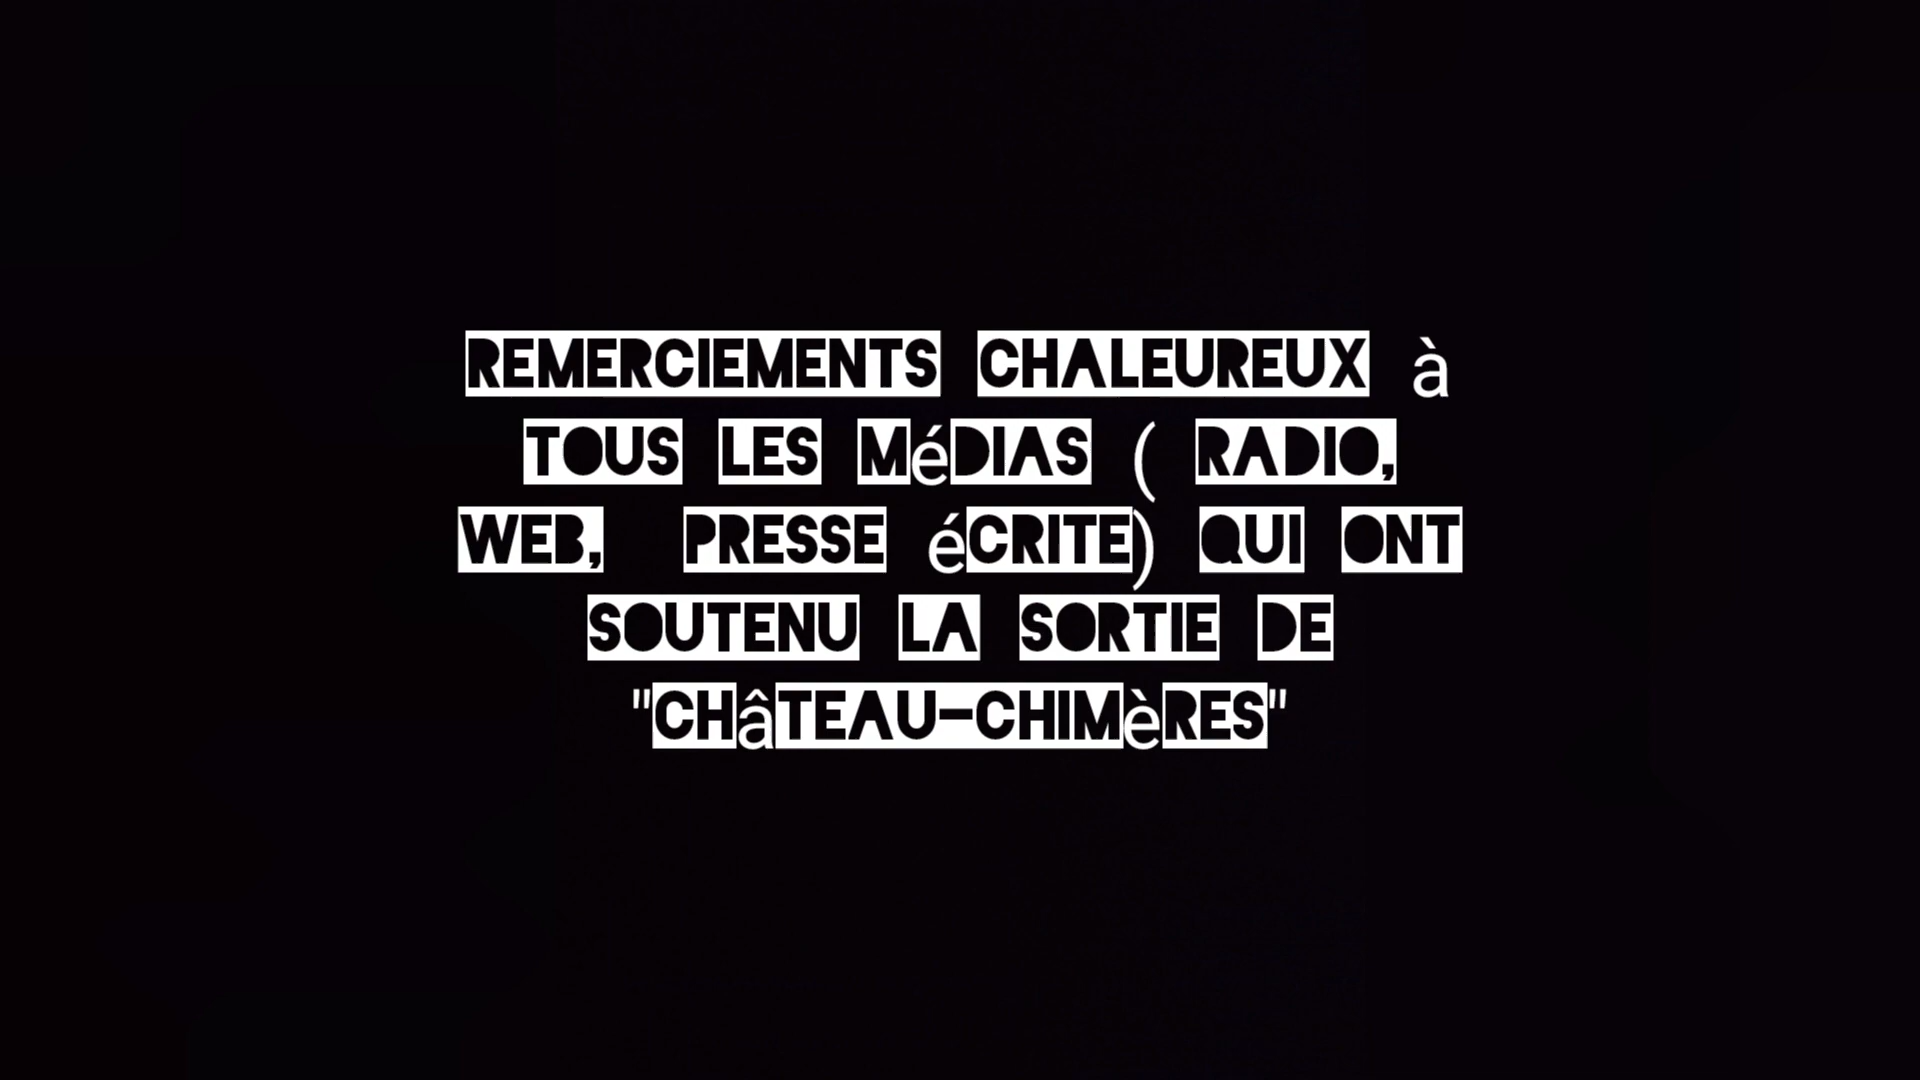 REMERCIEMENTS CHALEUREUX à
TOUS LES MéDIAS ( RADIO,
WEB, PRESSE éCRITE) QUI ONT
SOUTENU LA SORTIE DE
"CHâTEAU-CHIMèRES"